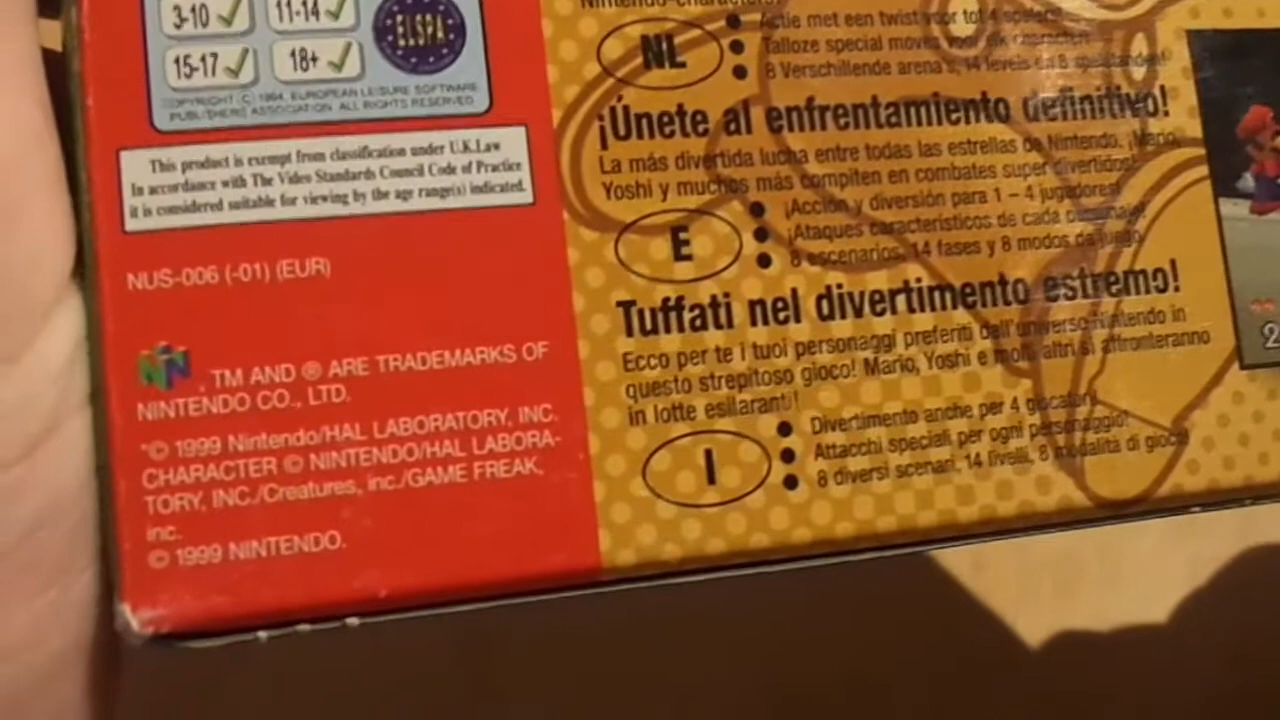 3-10
11-14
15-17
18+
ELSPA
COPYRIGHT © 1994, EUROPEAN LEISURE SOFTWARE
PUBLISHERS ASSOCIATION. ALL RIGHTS RESERVED
This product is exempt from classification under U.K.Law
In accordance with The Video Standards Council Code of Practice
it is considered suitable for viewing by the age range(s) indicated.
NUS-006 (-01) (EUR)
, TM AND ® ARE TRADEMARKS OF
NINTENDO CO., LTD.
*© 1999 Nintendo/HAL LABORATORY, INC.
CHARACTER © NINTENDO/HAL LABORA-
TORY, INC./Creatures, inc./GAME FREAK,
inc.
© 1999 NINTENDO.
NL
Actie met een twist voor tot 4 spelers!
Talloze special moves voor elk character!
8 Verschillende arena's, 14 levels en 8 spelstanden!
¡Únete al enfrentamiento definitivo!
La más divertida lucha entre todas las estrellas de Nintendo. ¡Mario,
Yoshi y muchos más compiten en combates super divertidos!
E
¡Acción y diversión para 1 – 4 jugadores!
¡Ataques característicos de cada personaje!
8 escenarios, 14 fases y 8 modos de juego
Tuffati nel divertimento estremo!
Ecco per te i tuoi personaggi preferiti dall'universo Nintendo in
questo strepitoso gioco! Mario, Yoshi e molti altri si affronteranno
in lotte esilaranti!
I
Divertimento anche per 4 giocatori
Attacchi speciali per ogni personaggio!
8 diversi scenari, 14 livelli, 8 modalità di gioco!
2